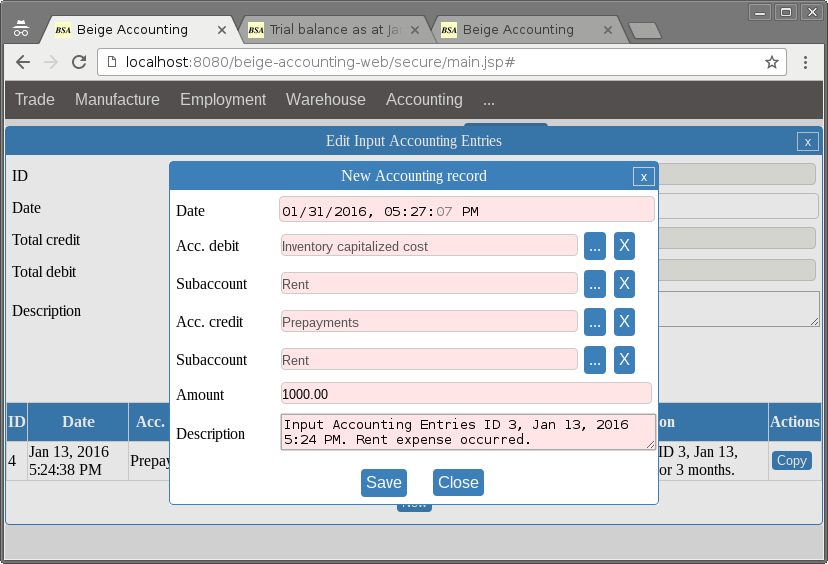 BSA Beige Accounting
BSA Trial balance as at Jan
BSA Beige Accounting
localhost:8080/beige-accounting-web/secure/main.jsp#
Trade Manufacture Employment Warehouse Accounting ...
Edit Input Accounting Entries x
ID
Date
Total credit
Total debit
Description
New Accounting record x
Date 01/31/2016, 05:27:07 PM
Acc. debit Inventory capitalized cost ... X
Subaccount Rent ... X
Acc. credit Prepayments ... X
Subaccount Rent ... X
Amount 1000.00
Description Input Accounting Entries ID 3, Jan 13, 2016
5:24 PM. Rent expense occurred.
Save Close
ID Date Acc. on Actions
4 Jan 13, 2016
5:24:38 PM
Prepay
ID 3, Jan 13,
or 3 months.
Copy
New